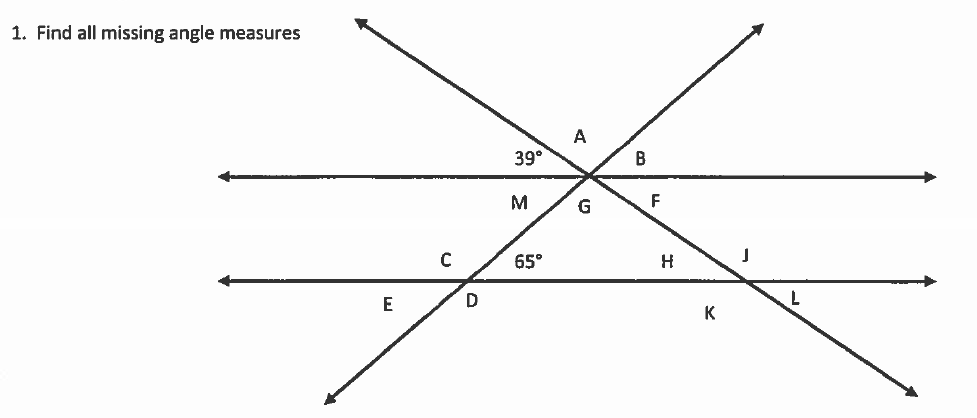 1. Find all missing angle measures
A
39°
B
M
G
F
C
65°
H
J
E
D
K
L